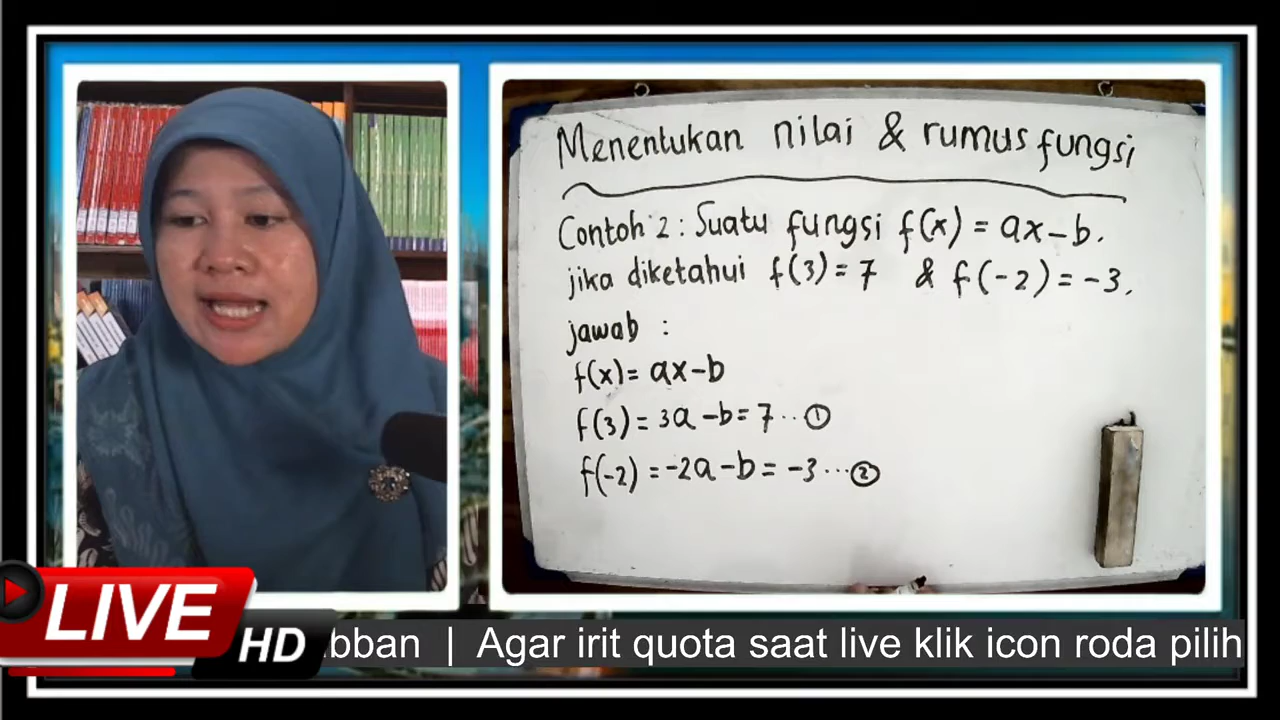 Menentukan nilai & rumus fungsi
Contoh 2 : Suatu fungsi f(x) = ax-b.
jika diketahui f(3) = 7 & f(-2) = -3.
jawab :
f(x) = ax-b
f(3) = 3a -b = 7 .. ①
f(-2) = -2a -b = -3 ... ②
LIVE
HD
bban | Agar irit quota saat live klik icon roda pilih